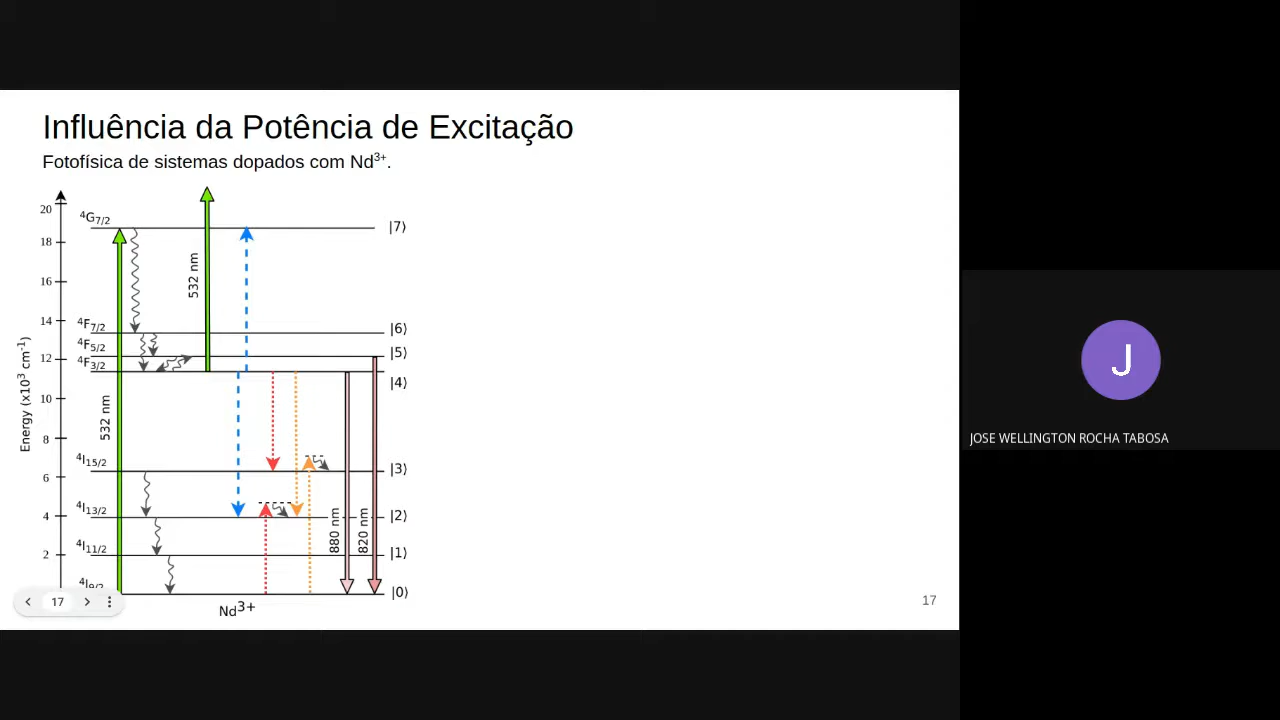 Influência da Potência de Excitação
Fotofísica de sistemas dopados com Nd³⁺.
Energy (x10³ cm⁻¹)
20
18
16
14
12
10
8
6
4
2
⁴G₇/₂
⁴F₇/₂
⁴F₅/₂
⁴F₃/₂
⁴I₁₅/₂
⁴I₁₃/₂
⁴I₁₁/₂
⁴I₉/₂
532 nm
532 nm
880 nm
820 nm
|7⟩
|6⟩
|5⟩
|4⟩
|3⟩
|2⟩
|1⟩
|0⟩
Nd³⁺
17
17
J
JOSE WELLINGTON ROCHA TABOSA